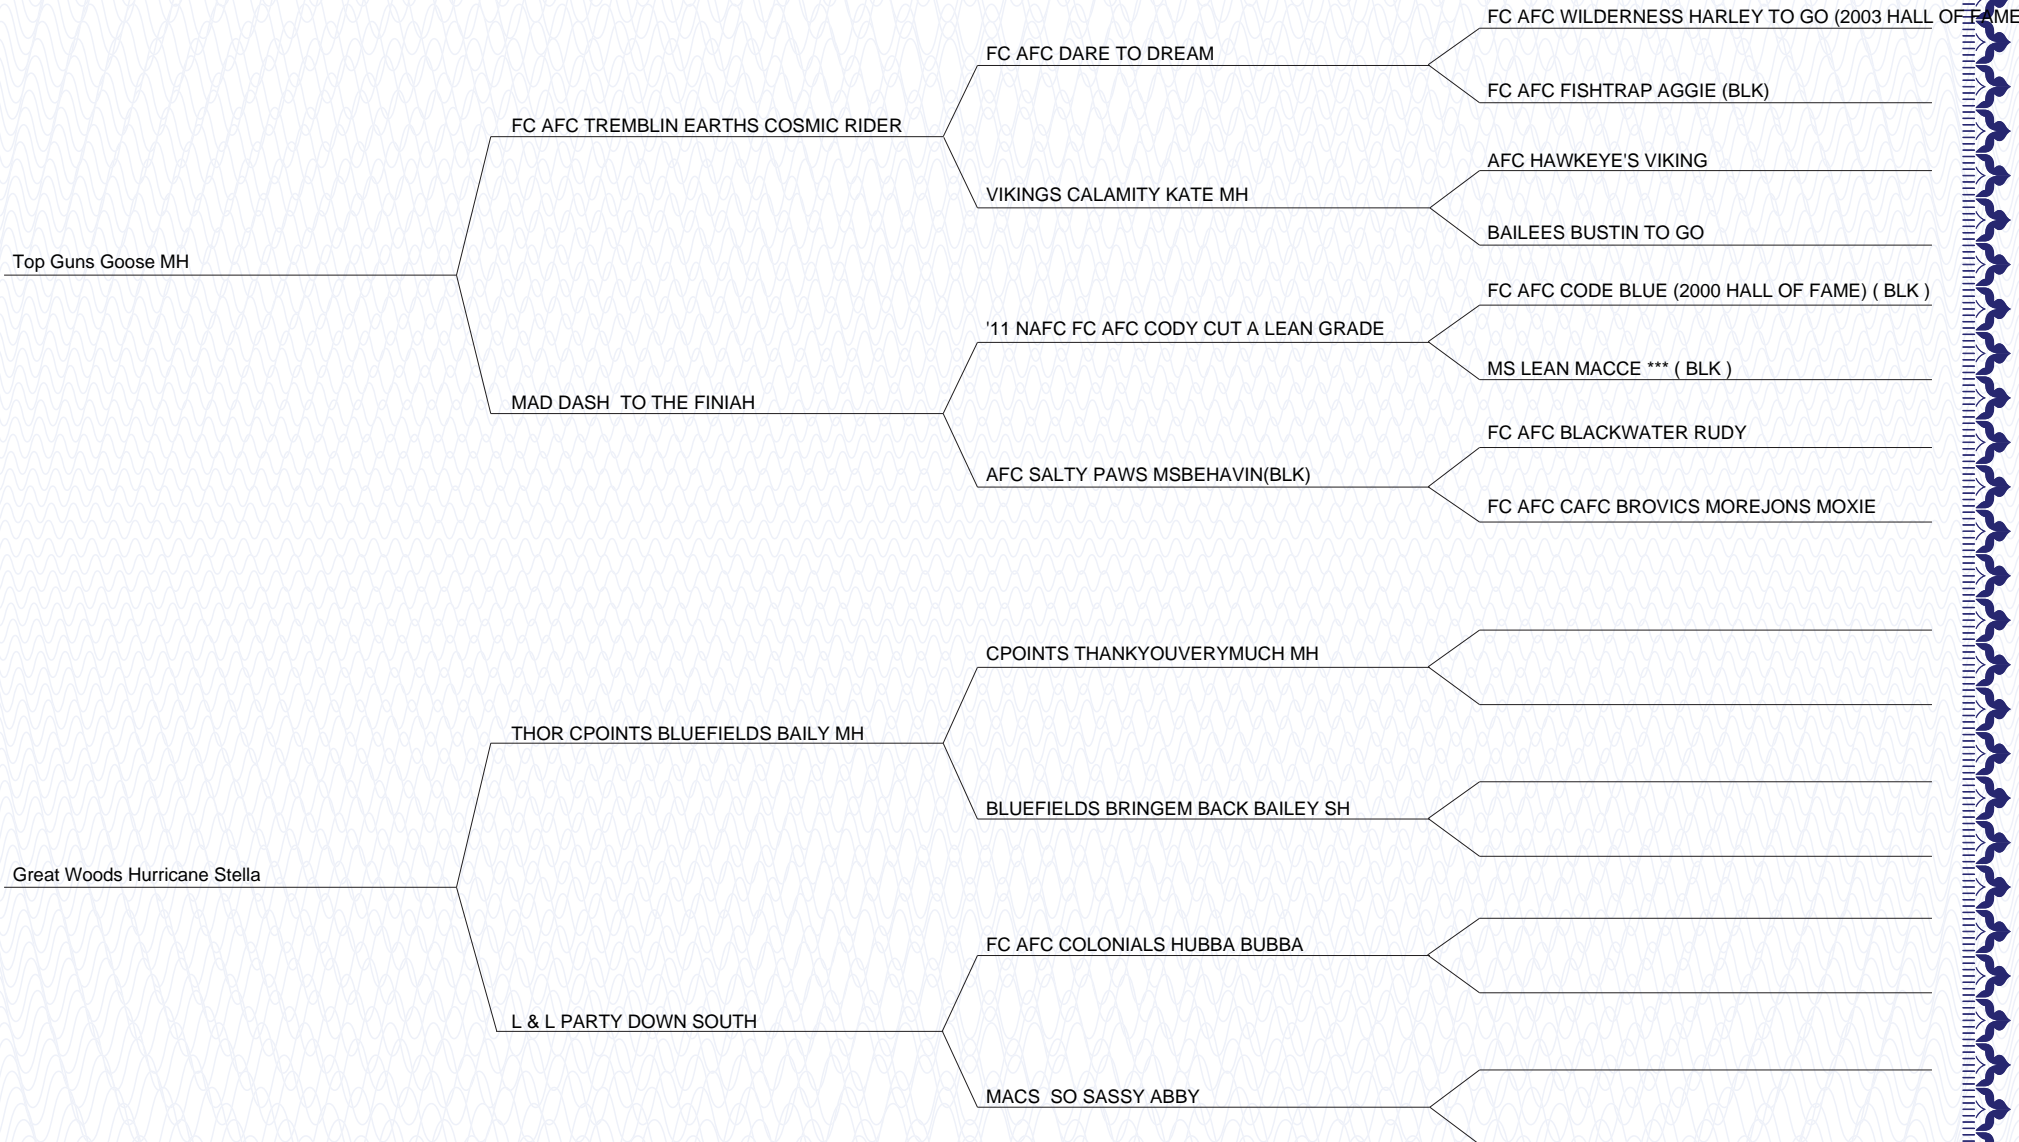 FC AFC WILDERNESS HARLEY TO GO (2003 HALL OF FAME
FC AFC DARE TO DREAM
FC AFC FISHTRAP AGGIE (BLK)
FC AFC TREMBLIN EARTHS COSMIC RIDER
AFC HAWKEYE'S VIKING
VIKINGS CALAMITY KATE MH
BAILEES BUSTIN TO GO
Top Guns Goose MH
FC AFC CODE BLUE (2000 HALL OF FAME) ( BLK )
'11 NAFC FC AFC CODY CUT A LEAN GRADE
MS LEAN MACCE *** ( BLK )
MAD DASH  TO THE FINIAH
FC AFC BLACKWATER RUDY
AFC SALTY PAWS MSBEHAVIN(BLK)
FC AFC CAFC BROVICS MOREJONS MOXIE
CPOINTS THANKYOUVERYMUCH MH
THOR CPOINTS BLUEFIELDS BAILY MH
BLUEFIELDS BRINGEM BACK BAILEY SH
Great Woods Hurricane Stella
FC AFC COLONIALS HUBBA BUBBA
L & L PARTY DOWN SOUTH
MACS  SO SASSY ABBY